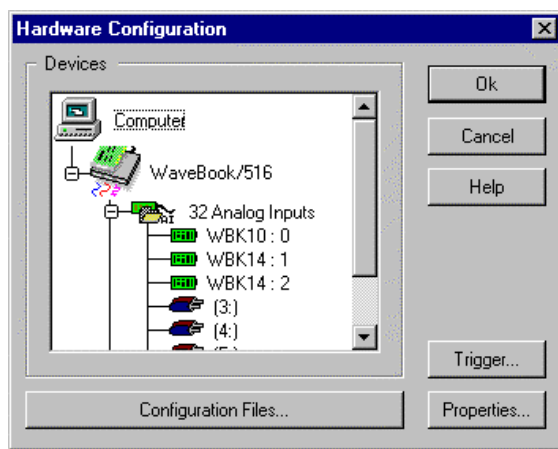 Hardware Configuration
Devices
Computer
WaveBook/516
32 Analog Inputs
WBK10 : 0
WBK14 : 1
WBK14 : 2
(3:)
(4:)
Ok
Cancel
Help
Trigger...
Configuration Files...
Properties...